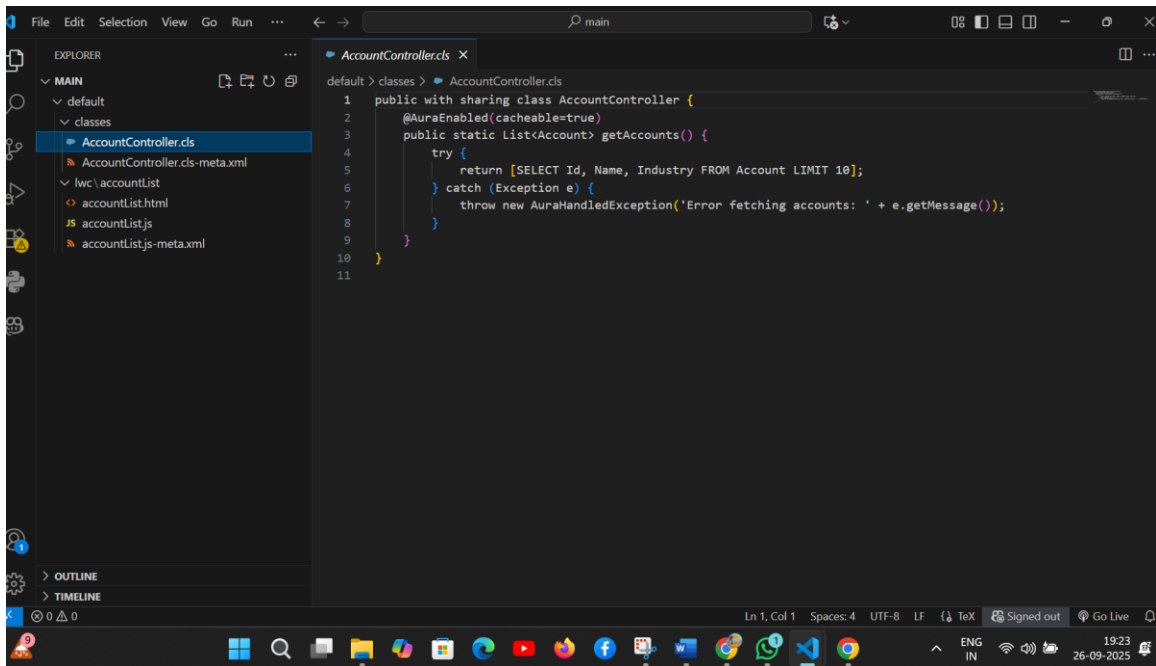 File Edit Selection View Go Run ··· main
EXPLORER ···
MAIN
default
classes
AccountController.cls
AccountController.cls-meta.xml
lwc\accountList
accountList.html
JS accountList.js
accountList.js-meta.xml
OUTLINE
TIMELINE
AccountController.cls
default > classes > AccountController.cls
1 public with sharing class AccountController {
2 @AuraEnabled(cacheable=true)
3 public static List<Account> getAccounts() {
4 try {
5 return [SELECT Id, Name, Industry FROM Account LIMIT 10];
6 } catch (Exception e) {
7 throw new AuraHandledException('Error fetching accounts: ' + e.getMessage());
8 }
9 }
10 }
11
1
0 0 Ln 1, Col 1 Spaces: 4 UTF-8 LF {} TeX Signed out Go Live
9 W 1 ENG 19:23
IN 26-09-2025